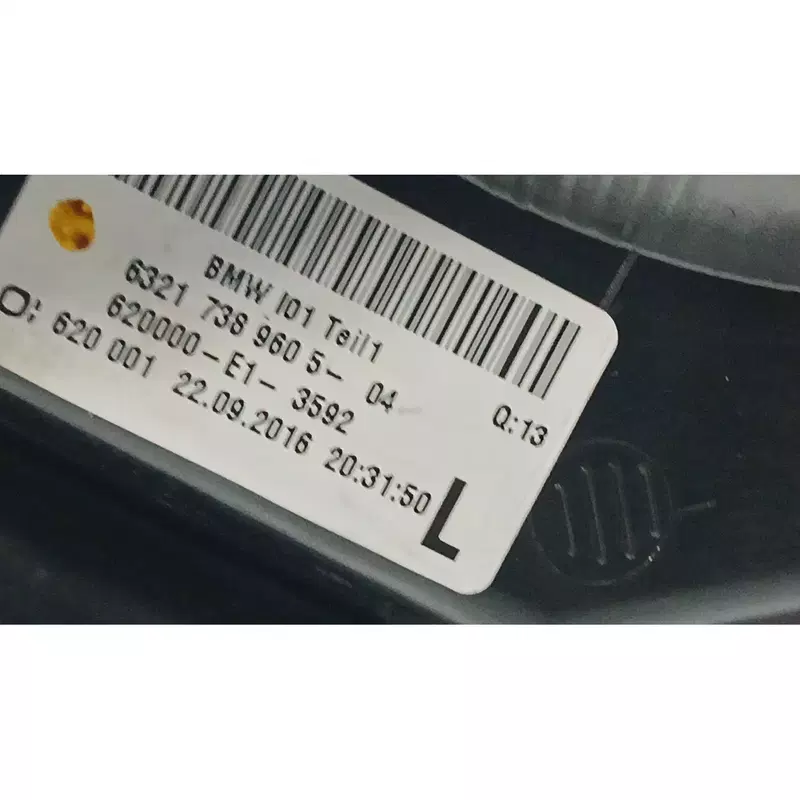 BMW I01 Teil1
6321 738 960 5- 04
620000-E1- 3592
O: 620 001 22.09.2016 20:31:50
Q:13
L